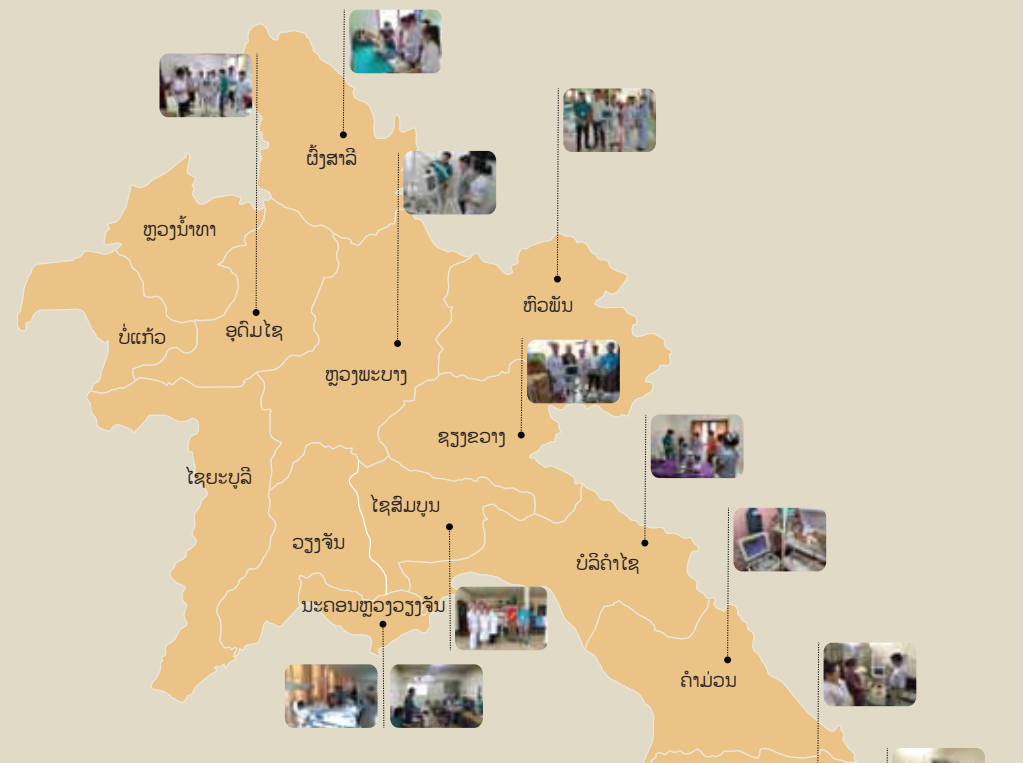 ຜົ້ງສາລີ
ຫຼວງນ້ຳທາ
ຫົວພັນ
ອຸດົມໄຊ
ບໍ່ແກ້ວ
ຫຼວງພະບາງ
ຊຽງຂວາງ
ໄຊຍະບູລີ
ໄຊສົມບູນ
ວຽງຈັນ
ບໍລິຄຳໄຊ
ນະຄອນຫຼວງວຽງຈັນ
ຄຳມ່ວນ